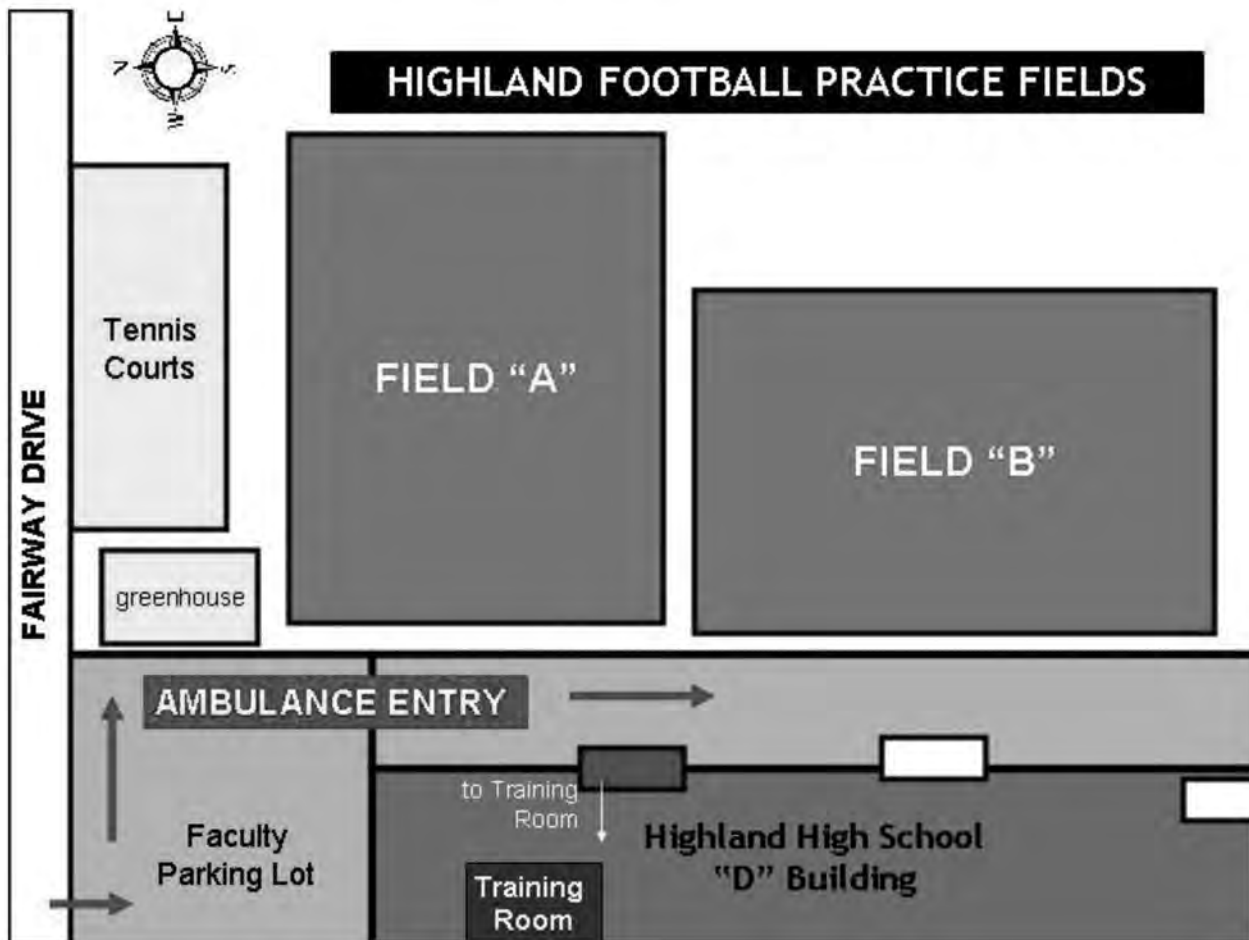 E
N
S
W
HIGHLAND FOOTBALL PRACTICE FIELDS
Tennis
Courts
FIELD “A”
FIELD “B”
FAIRWAY DRIVE
greenhouse
AMBULANCE ENTRY
to Training
Room
Faculty
Parking Lot
Highland High School
“D” Building
Training
Room